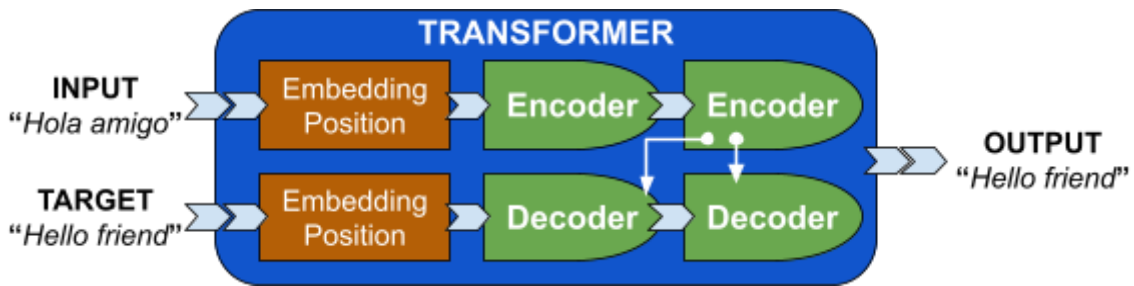 TRANSFORMER
INPUT
“Hola amigo”
Embedding
Position
Encoder
Encoder
TARGET
“Hello friend”
Embedding
Position
Decoder
Decoder
OUTPUT
“Hello friend”